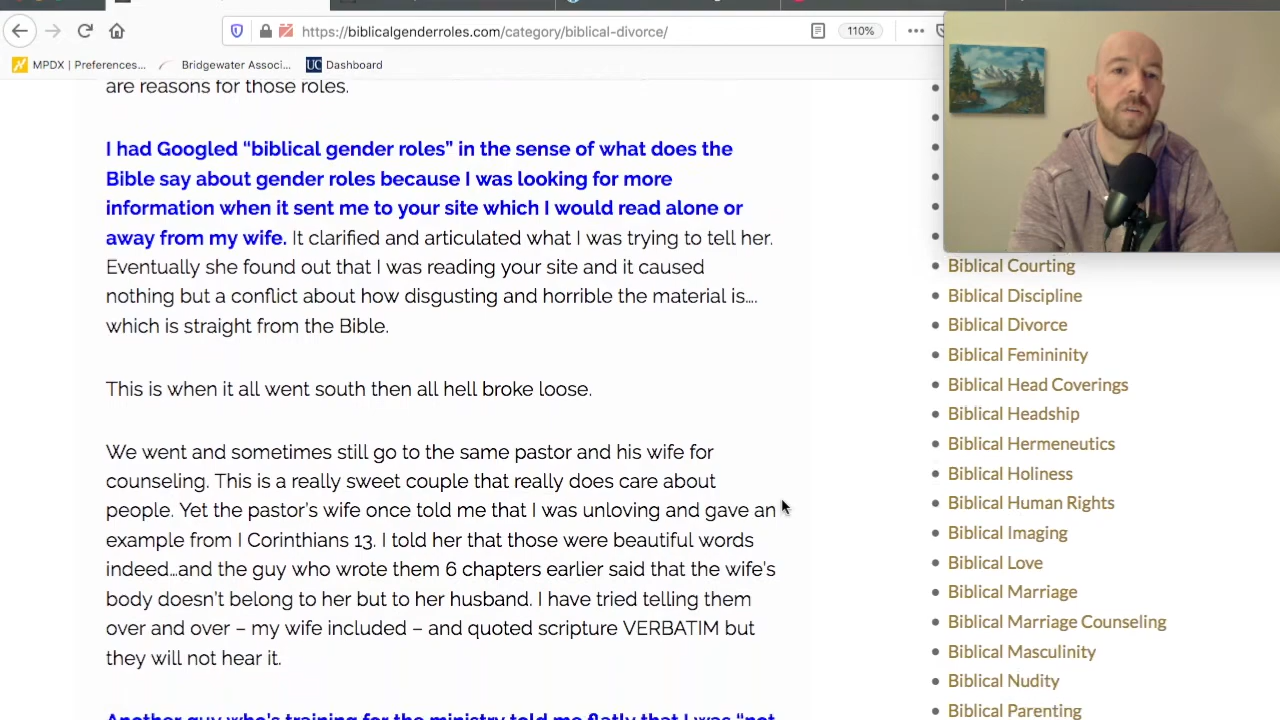 https://biblicalgenderroles.com/category/biblical-divorce/
110%
MPDX | Preferences...
Bridgewater Associ...
UC Dashboard
are reasons for those roles.
I had Googled “biblical gender roles” in the sense of what does the
Bible say about gender roles because I was looking for more
information when it sent me to your site which I would read alone or
away from my wife. It clarified and articulated what I was trying to tell her.
Eventually she found out that I was reading your site and it caused
nothing but a conflict about how disgusting and horrible the material is….
which is straight from the Bible.
This is when it all went south then all hell broke loose.
We went and sometimes still go to the same pastor and his wife for
counseling. This is a really sweet couple that really does care about
people. Yet the pastor’s wife once told me that I was unloving and gave an
example from I Corinthians 13. I told her that those were beautiful words
indeed…and the guy who wrote them 6 chapters earlier said that the wife’s
body doesn’t belong to her but to her husband. I have tried telling them
over and over – my wife included – and quoted scripture VERBATIM but
they will not hear it.
Another guy who’s training for the ministry told me flatly that I was “not
Biblical Courting
Biblical Discipline
Biblical Divorce
Biblical Femininity
Biblical Head Coverings
Biblical Headship
Biblical Hermeneutics
Biblical Holiness
Biblical Human Rights
Biblical Imaging
Biblical Love
Biblical Marriage
Biblical Marriage Counseling
Biblical Masculinity
Biblical Nudity
Biblical Parenting